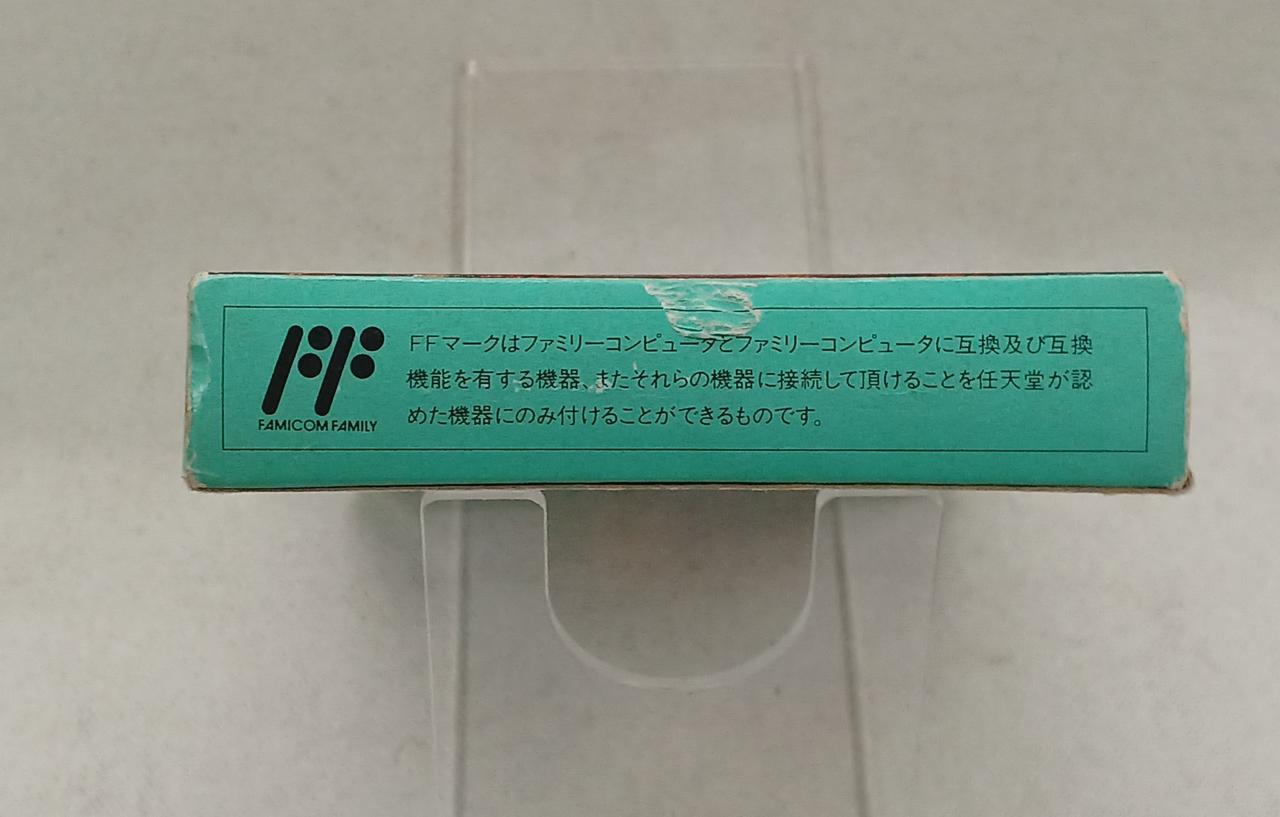 FAMICOM FAMILY
FFマークはファミリーコンピュータとファミリーコンピュータに互換及び互換
機能を有する機器、またそれらの機器に接続して頂けることを任天堂が認
めた機器にのみ付けることができるものです。